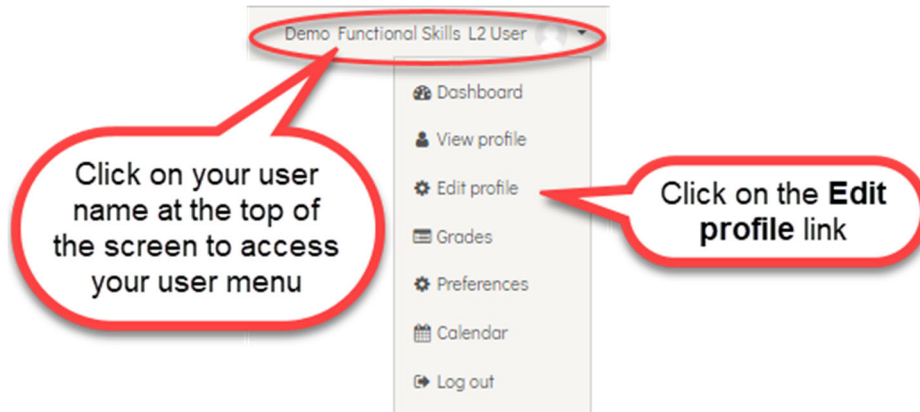 Demo Functional Skills L2 User
Dashboard
View profile
Edit profile
Grades
Preferences
Calendar
Log out
Click on your user
name at the top of
the screen to access
your user menu
Click on the Edit
profile link